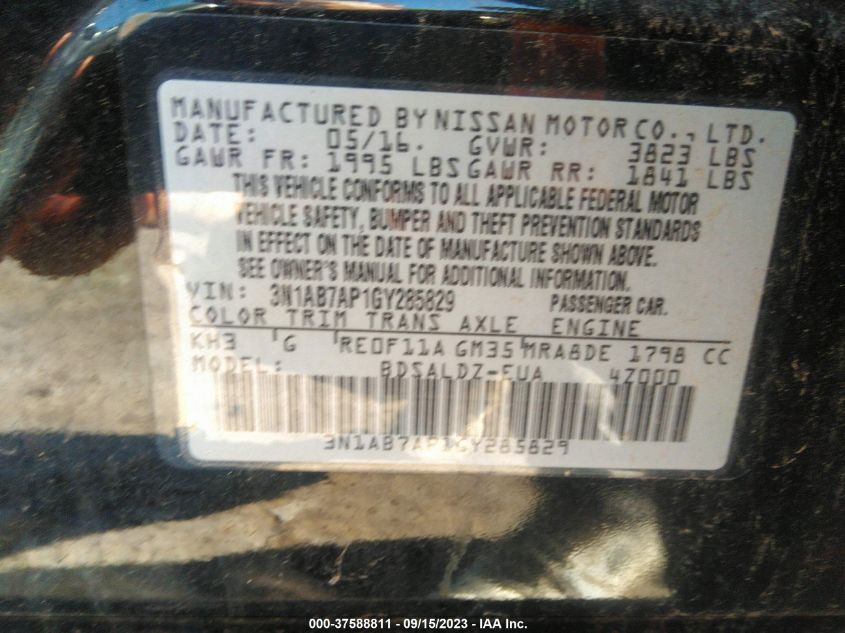 MANUFACTURED BY NISSAN MOTOR CO., LTD.
DATE: 05/16. GVWR: 3823 LBS
GAWR FR: 1995 LBS GAWR RR: 1841 LBS
THIS VEHICLE CONFORMS TO ALL APPLICABLE FEDERAL MOTOR
VEHICLE SAFETY, BUMPER AND THEFT PREVENTION STANDARDS
IN EFFECT ON THE DATE OF MANUFACTURE SHOWN ABOVE.
SEE OWNER'S MANUAL FOR ADDITIONAL INFORMATION.
VIN: 3N1AB7AP1GY285829 PASSENGER CAR.
COLOR TRIM TRANS AXLE ENGINE
KH3 G RE0F11A GM35 MRA8DE 1798 CC
MODEL: BDSALDZ-EUA 4Z000
3N1AB7AP1GY285829
000-37588811 - 09/15/2023 - IAA Inc.